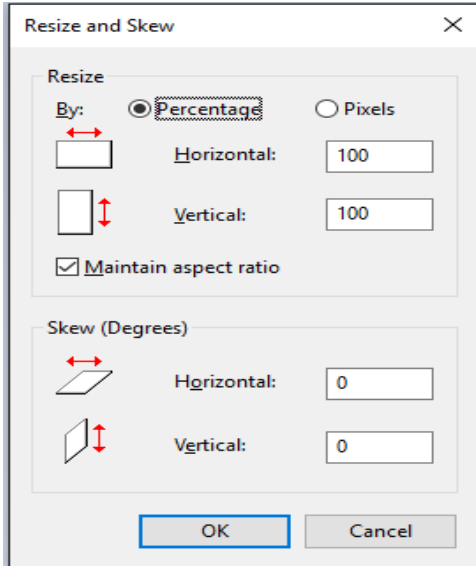 Resize and Skew
Resize
By: Percentage Pixels
Horizontal: 100
Vertical: 100
Maintain aspect ratio
Skew (Degrees)
Horizontal: 0
Vertical: 0
OK Cancel